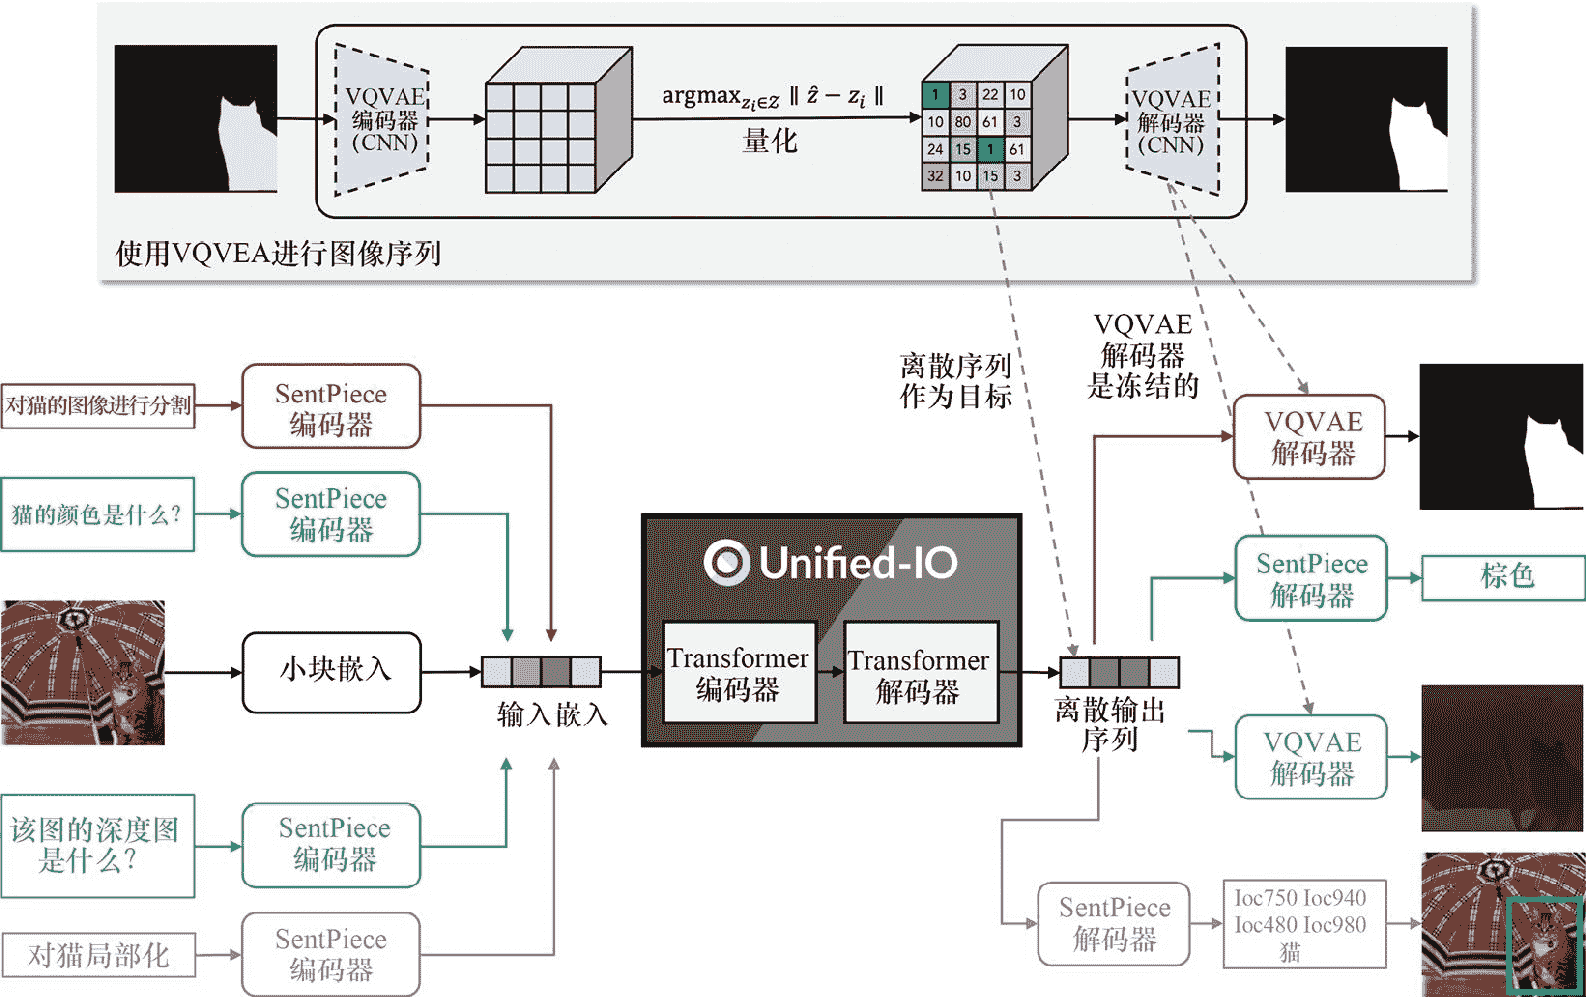 VQVAE
编码器
(CNN)
argmax_{z_i∈Z} ‖ ẑ − z_i ‖
量化
1 3 22 10
10 80 61 3
24 15 1 61
32 10 15 3
VQVAE
解码器
(CNN)
使用VQVEA进行图像序列
离散序列
作为目标
VQVAE
解码器
是冻结的
对猫的图像进行分割
SentPiece
编码器
猫的颜色是什么？
SentPiece
编码器
小块嵌入
输入嵌入
该图的深度图
是什么？
SentPiece
编码器
对猫局部化
SentPiece
编码器
Unified-IO
Transformer
编码器
Transformer
解码器
离散输出
序列
VQVAE
解码器
SentPiece
解码器
棕色
VQVAE
解码器
SentPiece
解码器
Ioc750 Ioc940
Ioc480 Ioc980
猫